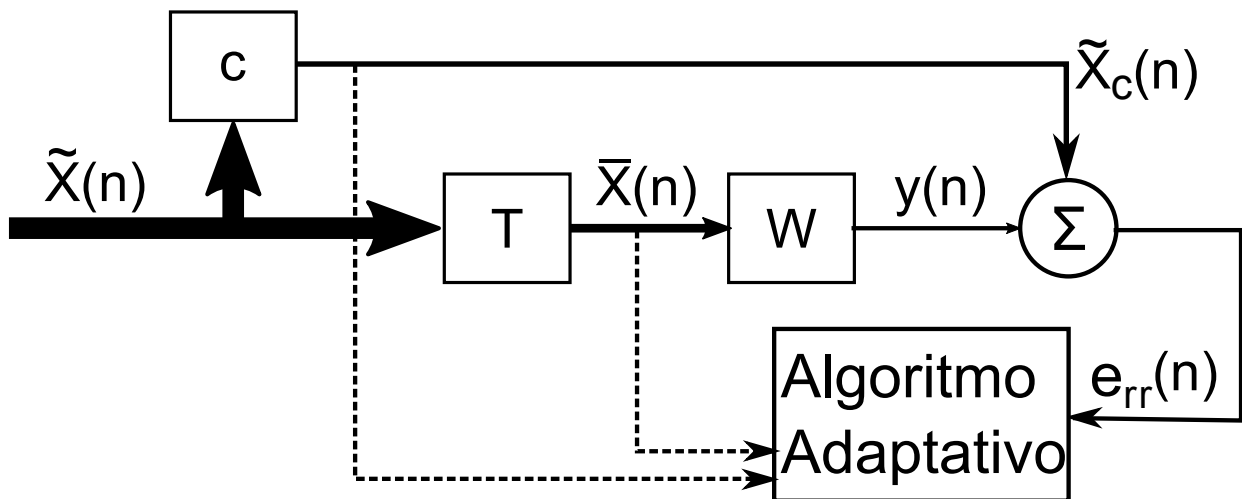 c
X̃c(n)
X̃(n)
T
X̅(n)
W
y(n)
Σ
Algoritmo
Adaptativo
err(n)